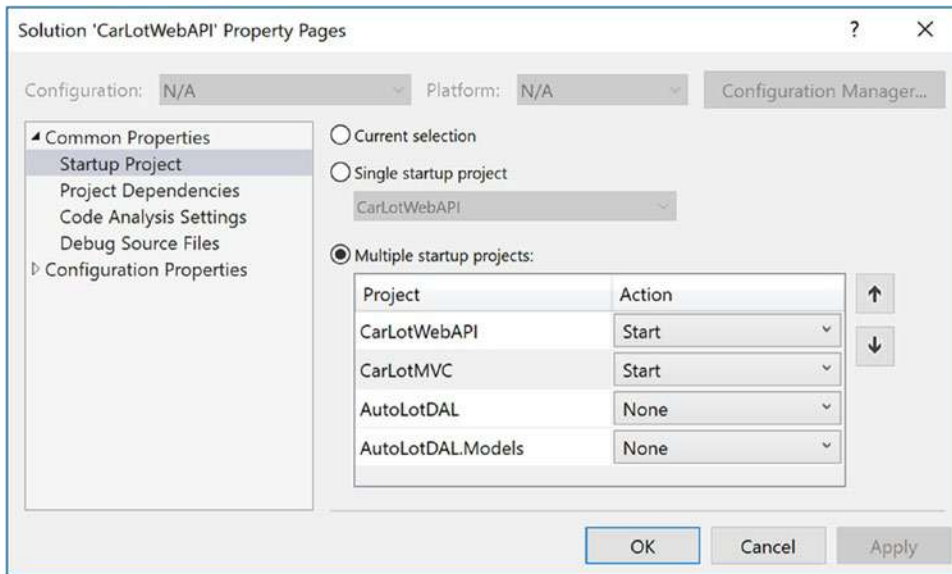 Solution 'CarLotWebAPI' Property Pages
?
Configuration: N/A Platform: N/A Configuration Manager...
Common Properties
Startup Project
Project Dependencies
Code Analysis Settings
Debug Source Files
Configuration Properties
Current selection
Single startup project
CarLotWebAPI
Multiple startup projects:
Project Action
CarLotWebAPI Start
CarLotMVC Start
AutoLotDAL None
AutoLotDAL.Models None
OK Cancel Apply